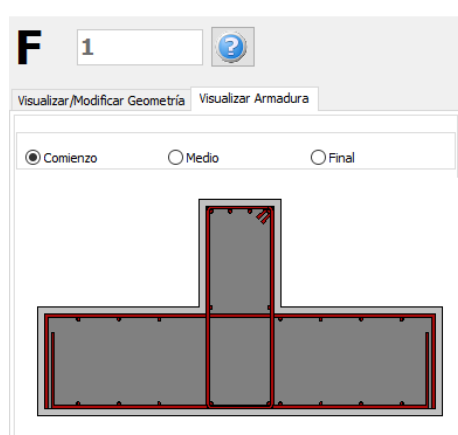 F 1
Visualizar/Modificar Geometría Visualizar Armadura
Comienzo Medio Final